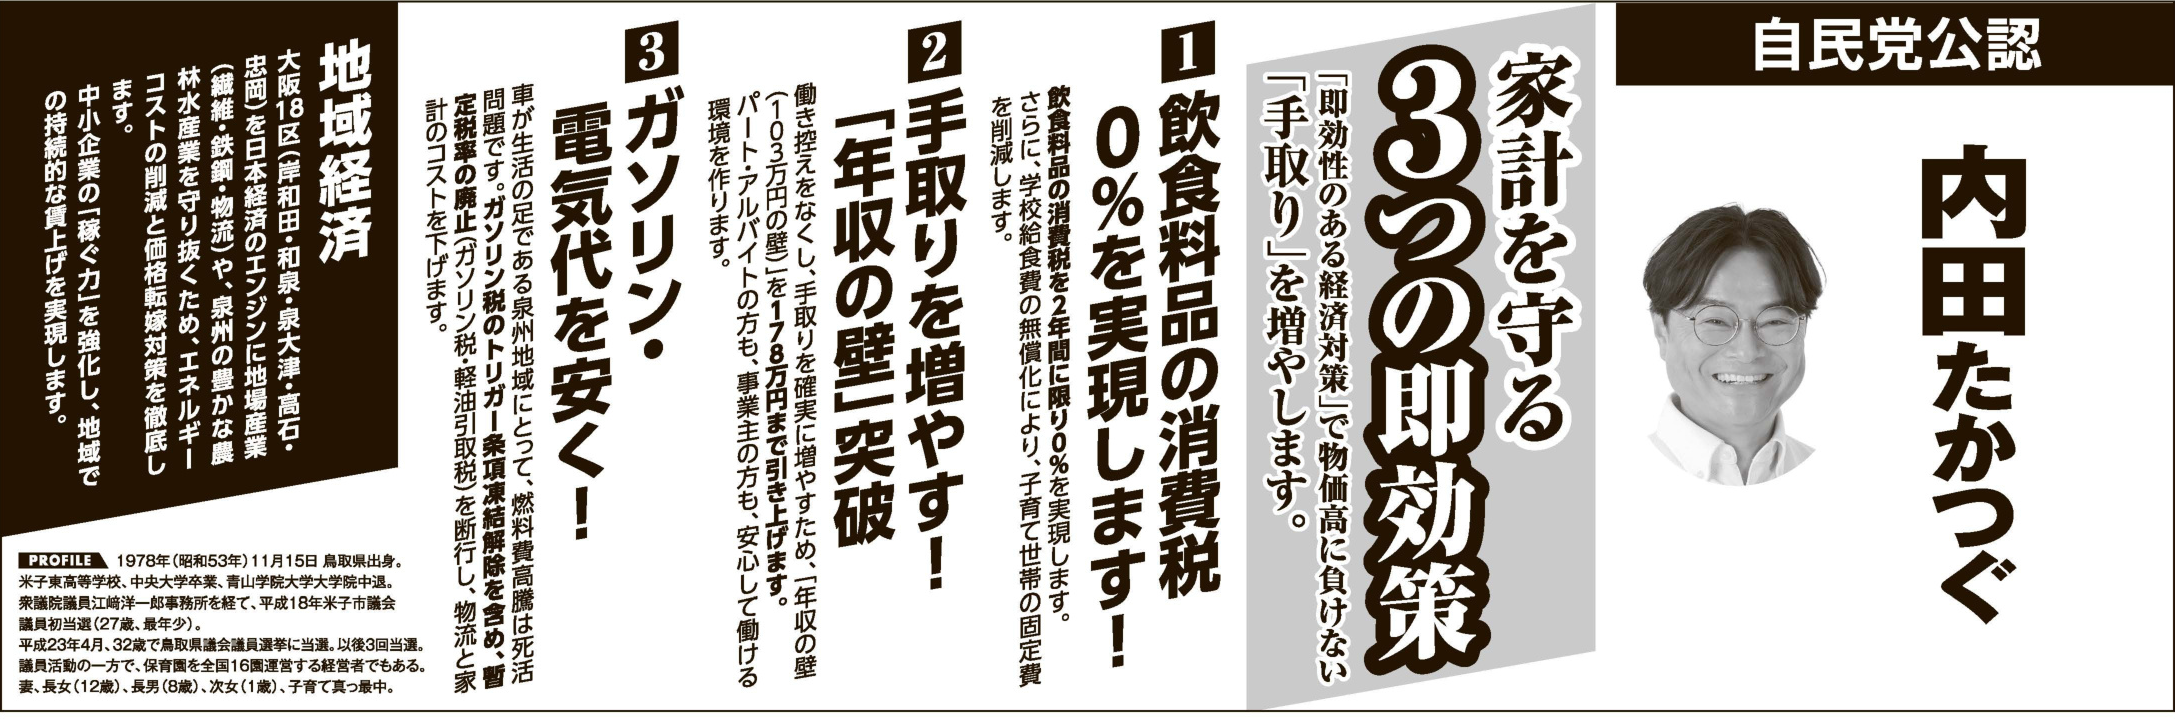 自民党公認
内田たかつぐ
家計を守る
3つの即効策
「即効性のある経済対策」で物価高に負けない
「手取り」を増やします。
1 飲食料品の消費税
0%を実現します!
飲食料品の消費税を2年間に限り0%を実現します。
さらに、学校給食費の無償化により、子育て世帯の固定費
を削減します。
2 手取りを増やす!
「年収の壁」突破
働き控えをなくし、手取りを確実に増やすため、「年収の壁
(103万円の壁)」を178万円まで引き上げます。
パート・アルバイトの方も、事業主の方も、安心して働ける
環境を作ります。
3 ガソリン・
電気代を安く!
車が生活の足である泉州地域にとって、燃料費高騰は死活
問題です。ガソリン税のトリガー条項凍結解除を含め、暫
定税率の廃止(ガソリン税・軽油引取税)を断行し、物流と家
計のコストを下げます。
地域経済
大阪18区(岸和田・和泉・泉大津・高石・
忠岡)を日本経済のエンジンに地場産業
(繊維・鉄鋼・物流)や、泉州の豊かな農
林水産業を守り抜くため、エネルギー
コストの削減と価格転嫁対策を徹底し
ます。
中小企業の「稼ぐ力」を強化し、地域で
の持続的な賃上げを実現します。
PROFILE 1978年(昭和53年)11月15日 鳥取県出身。
米子東高等学校、中央大学卒業、青山学院大学大学院中退。
衆議院議員江﨑洋一郎事務所を経て、平成18年米子市議会
議員初当選(27歳、最年少)。
平成23年4月、32歳で鳥取県議会議員選挙に当選。以後3回当選。
議員活動の一方で、保育園を全国16園運営する経営者でもある。
妻、長女(12歳)、長男(8歳)、次女(1歳)、子育て真っ最中。